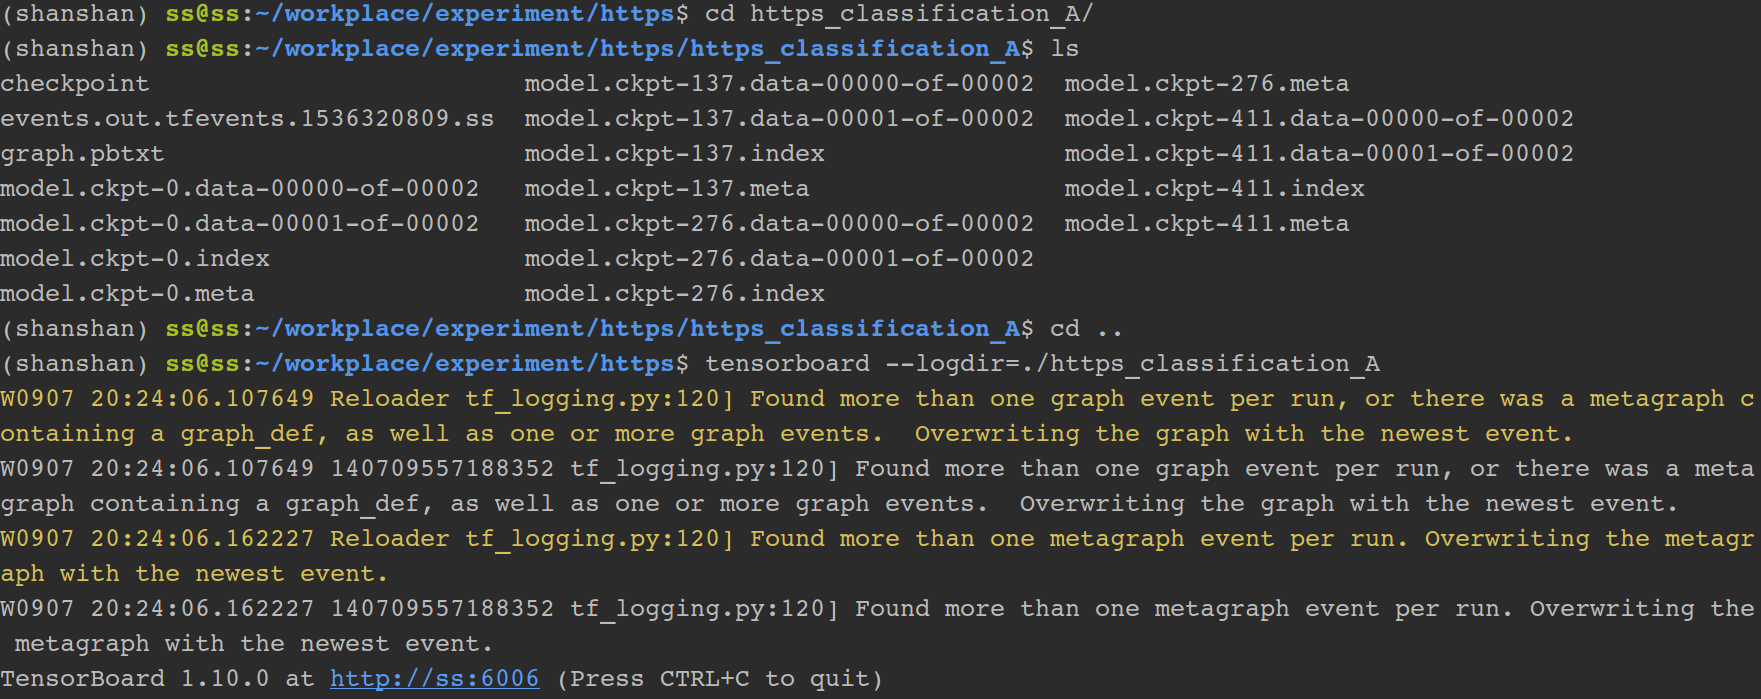 (shanshan) ss@ss:~/workplace/experiment/https$ cd https_classification_A/
(shanshan) ss@ss:~/workplace/experiment/https/https_classification_A$ ls
checkpoint                         model.ckpt-137.data-00000-of-00002  model.ckpt-276.meta
events.out.tfevents.1536320809.ss  model.ckpt-137.data-00001-of-00002  model.ckpt-411.data-00000-of-00002
graph.pbtxt                        model.ckpt-137.index                model.ckpt-411.data-00001-of-00002
model.ckpt-0.data-00000-of-00002   model.ckpt-137.meta                 model.ckpt-411.index
model.ckpt-0.data-00001-of-00002   model.ckpt-276.data-00000-of-00002  model.ckpt-411.meta
model.ckpt-0.index                 model.ckpt-276.data-00001-of-00002
model.ckpt-0.meta                  model.ckpt-276.index
(shanshan) ss@ss:~/workplace/experiment/https/https_classification_A$ cd ..
(shanshan) ss@ss:~/workplace/experiment/https$ tensorboard --logdir=./https_classification_A
W0907 20:24:06.107649 Reloader tf_logging.py:120] Found more than one graph event per run, or there was a metagraph c
ontaining a graph_def, as well as one or more graph events.  Overwriting the graph with the newest event.
W0907 20:24:06.107649 140709557188352 tf_logging.py:120] Found more than one graph event per run, or there was a meta
graph containing a graph_def, as well as one or more graph events.  Overwriting the graph with the newest event.
W0907 20:24:06.162227 Reloader tf_logging.py:120] Found more than one metagraph event per run. Overwriting the metagr
aph with the newest event.
W0907 20:24:06.162227 140709557188352 tf_logging.py:120] Found more than one metagraph event per run. Overwriting the
 metagraph with the newest event.
TensorBoard 1.10.0 at http://ss:6006 (Press CTRL+C to quit)